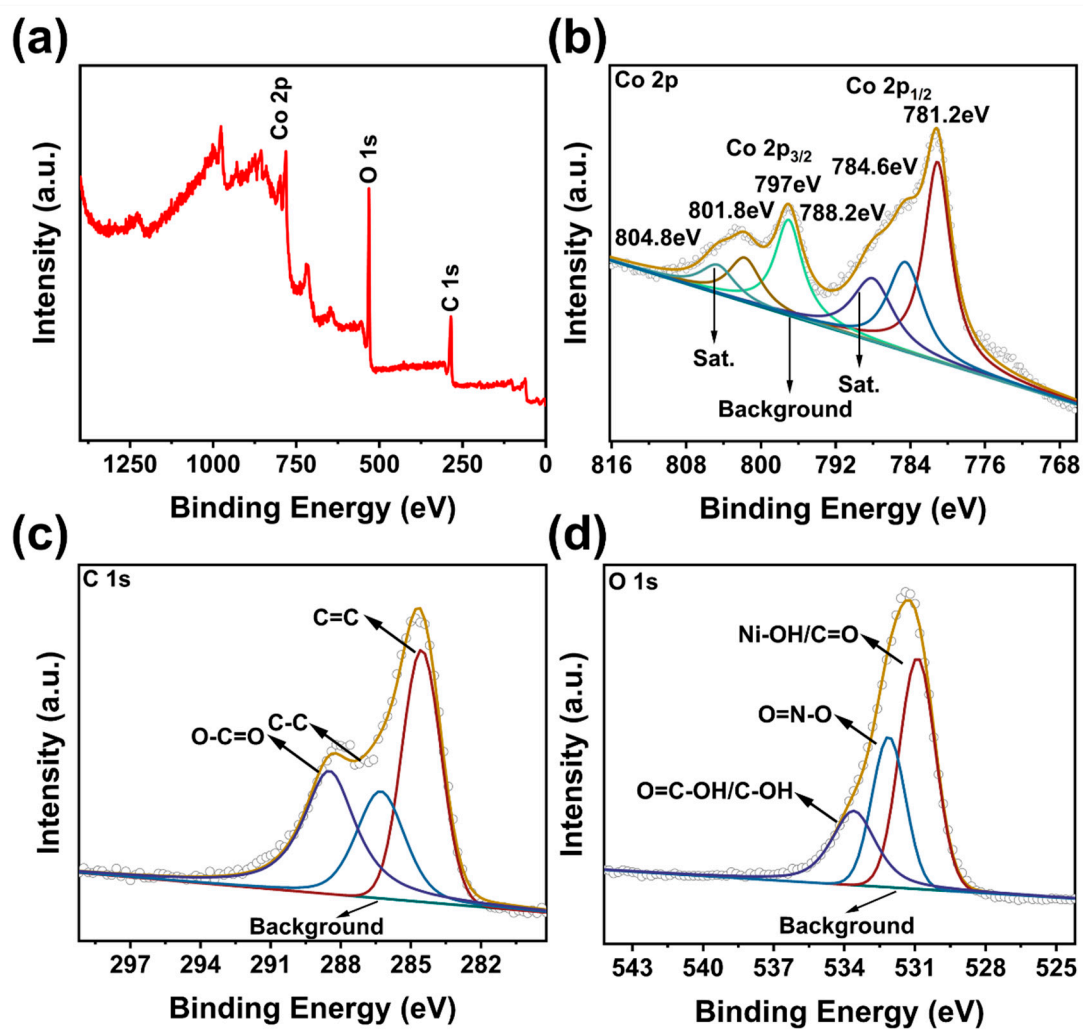 (a)
Co 2p
O 1s
C 1s
Intensity (a.u.)
1250 1000 750 500 250 0
Binding Energy (eV)
(b)
Co 2p
Co 2p1/2
781.2eV
Co 2p3/2
784.6eV
797eV
801.8eV
788.2eV
804.8eV
Sat.
Sat.
Background
Intensity (a.u.)
816 808 800 792 784 776 768
Binding Energy (eV)
(c)
C 1s
C=C
C-C
O-C=O
Background
Intensity (a.u.)
297 294 291 288 285 282
Binding Energy (eV)
(d)
O 1s
Ni-OH/C=O
O=N-O
O=C-OH/C-OH
Background
Intensity (a.u.)
543 540 537 534 531 528 525
Binding Energy (eV)